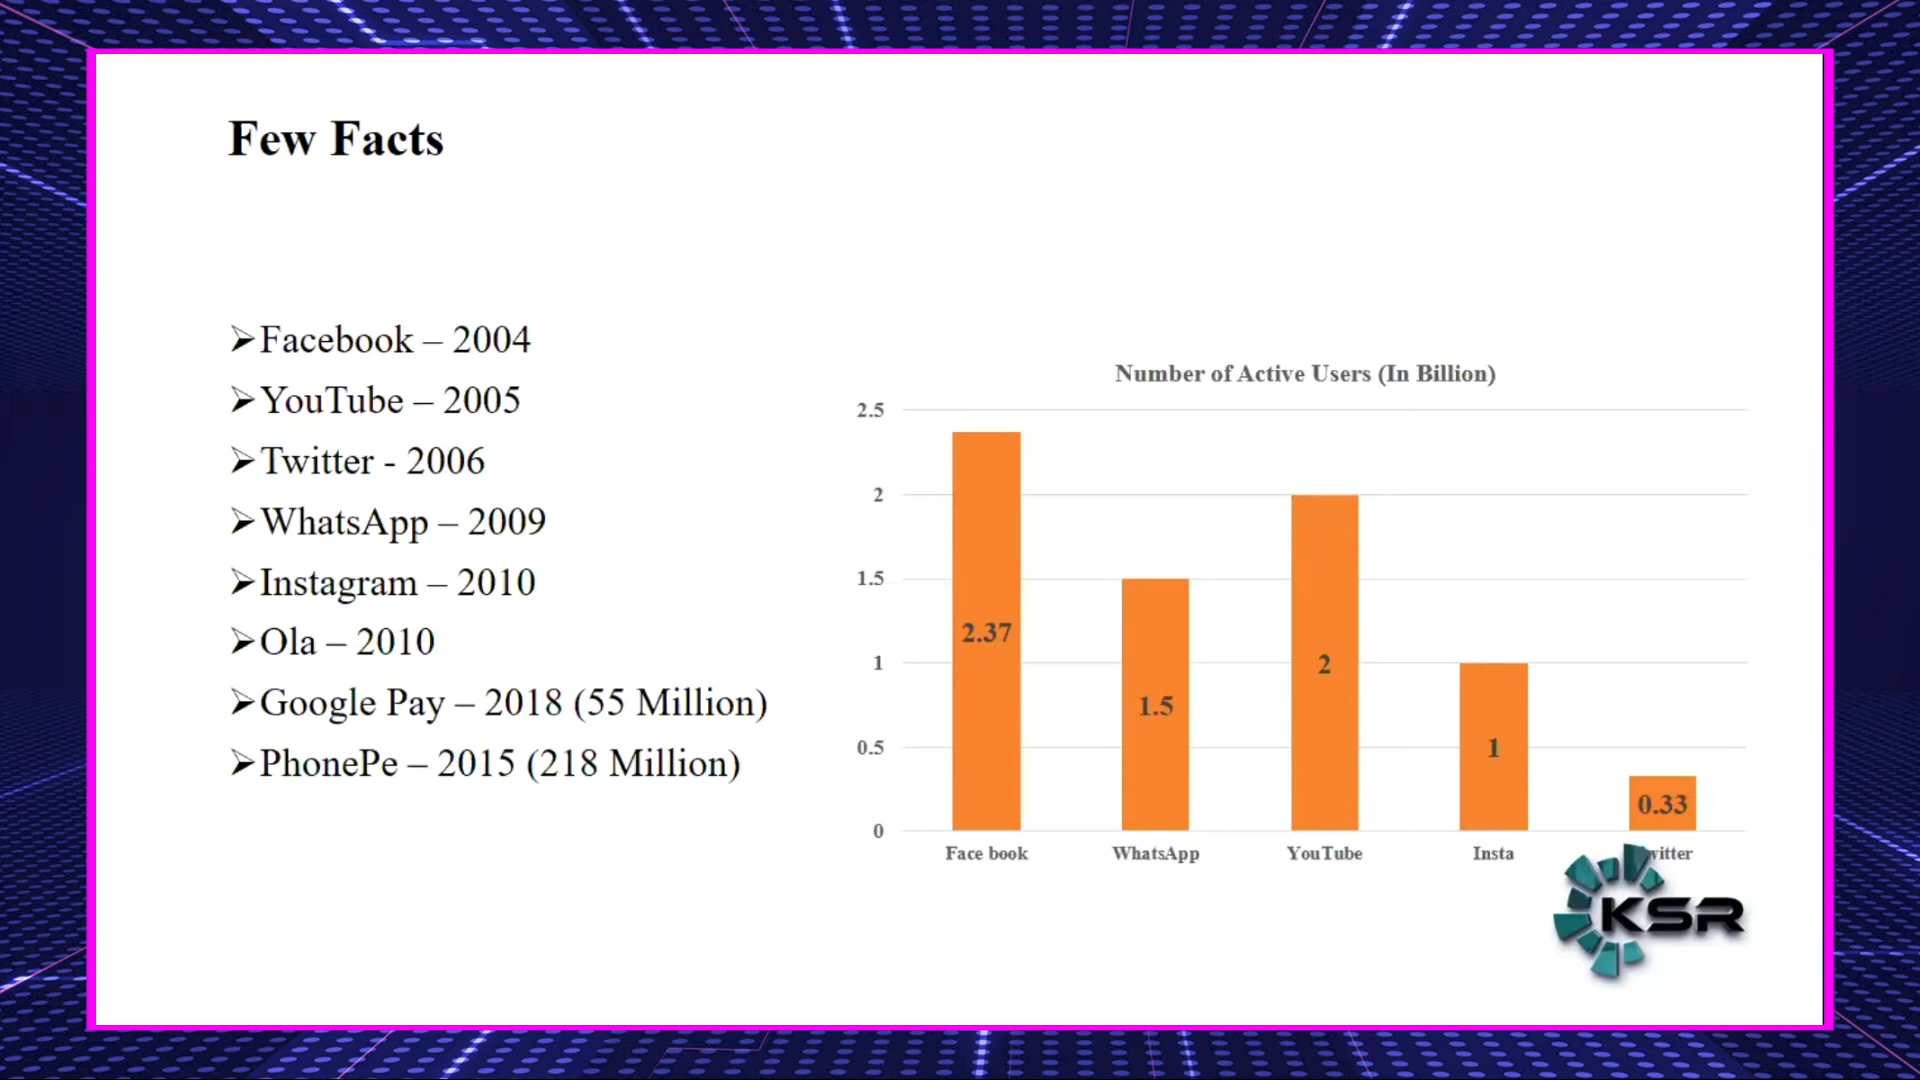 Few Facts
Facebook – 2004
YouTube – 2005
Twitter - 2006
WhatsApp – 2009
Instagram – 2010
Ola – 2010
Google Pay – 2018 (55 Million)
PhonePe – 2015 (218 Million)
Number of Active Users (In Billion)
2.5
2
1.5
1
0.5
0
2.37
1.5
2
1
0.33
Face book WhatsApp YouTube Insta
KSR